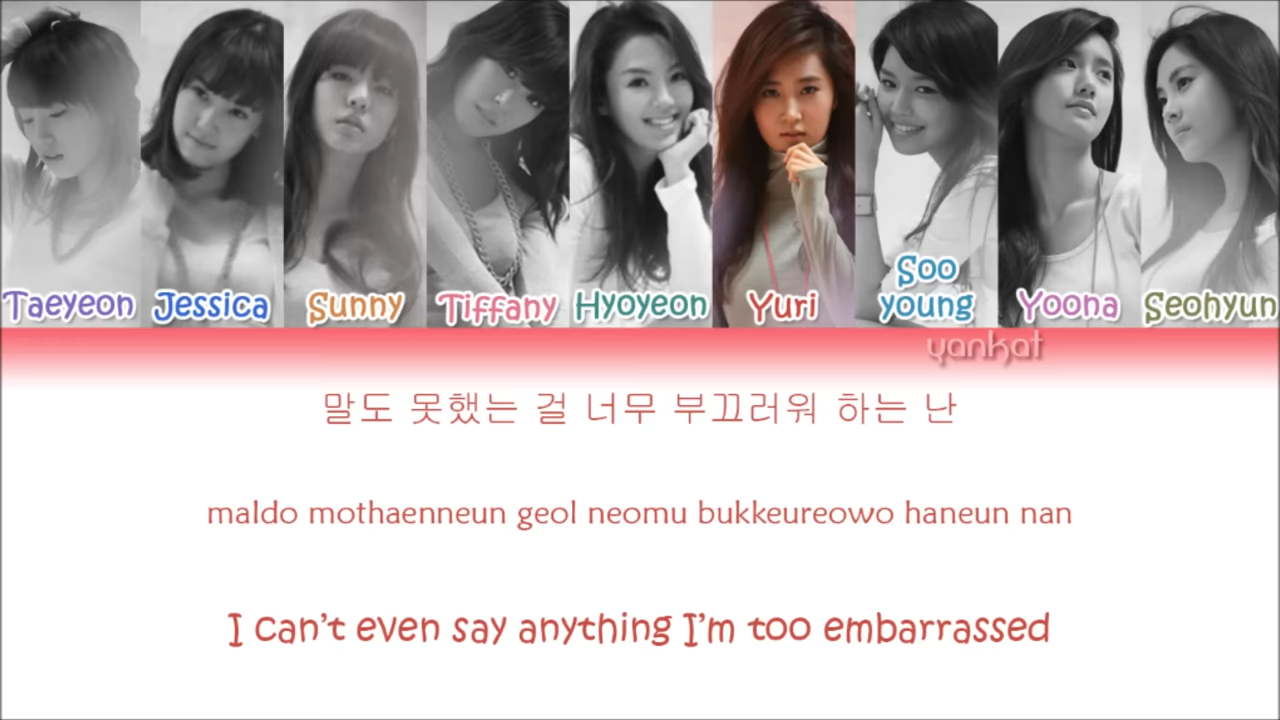 Taeyeon
Jessica
Sunny
Tiffany
Hyoyeon
Yuri
Soo
young
Yoona
Seohyun
yankat
말도 못했는 걸 너무 부끄러워 하는 난
maldo mothaenneun geol neomu bukkeureowo haneun nan
I can't even say anything I'm too embarrassed